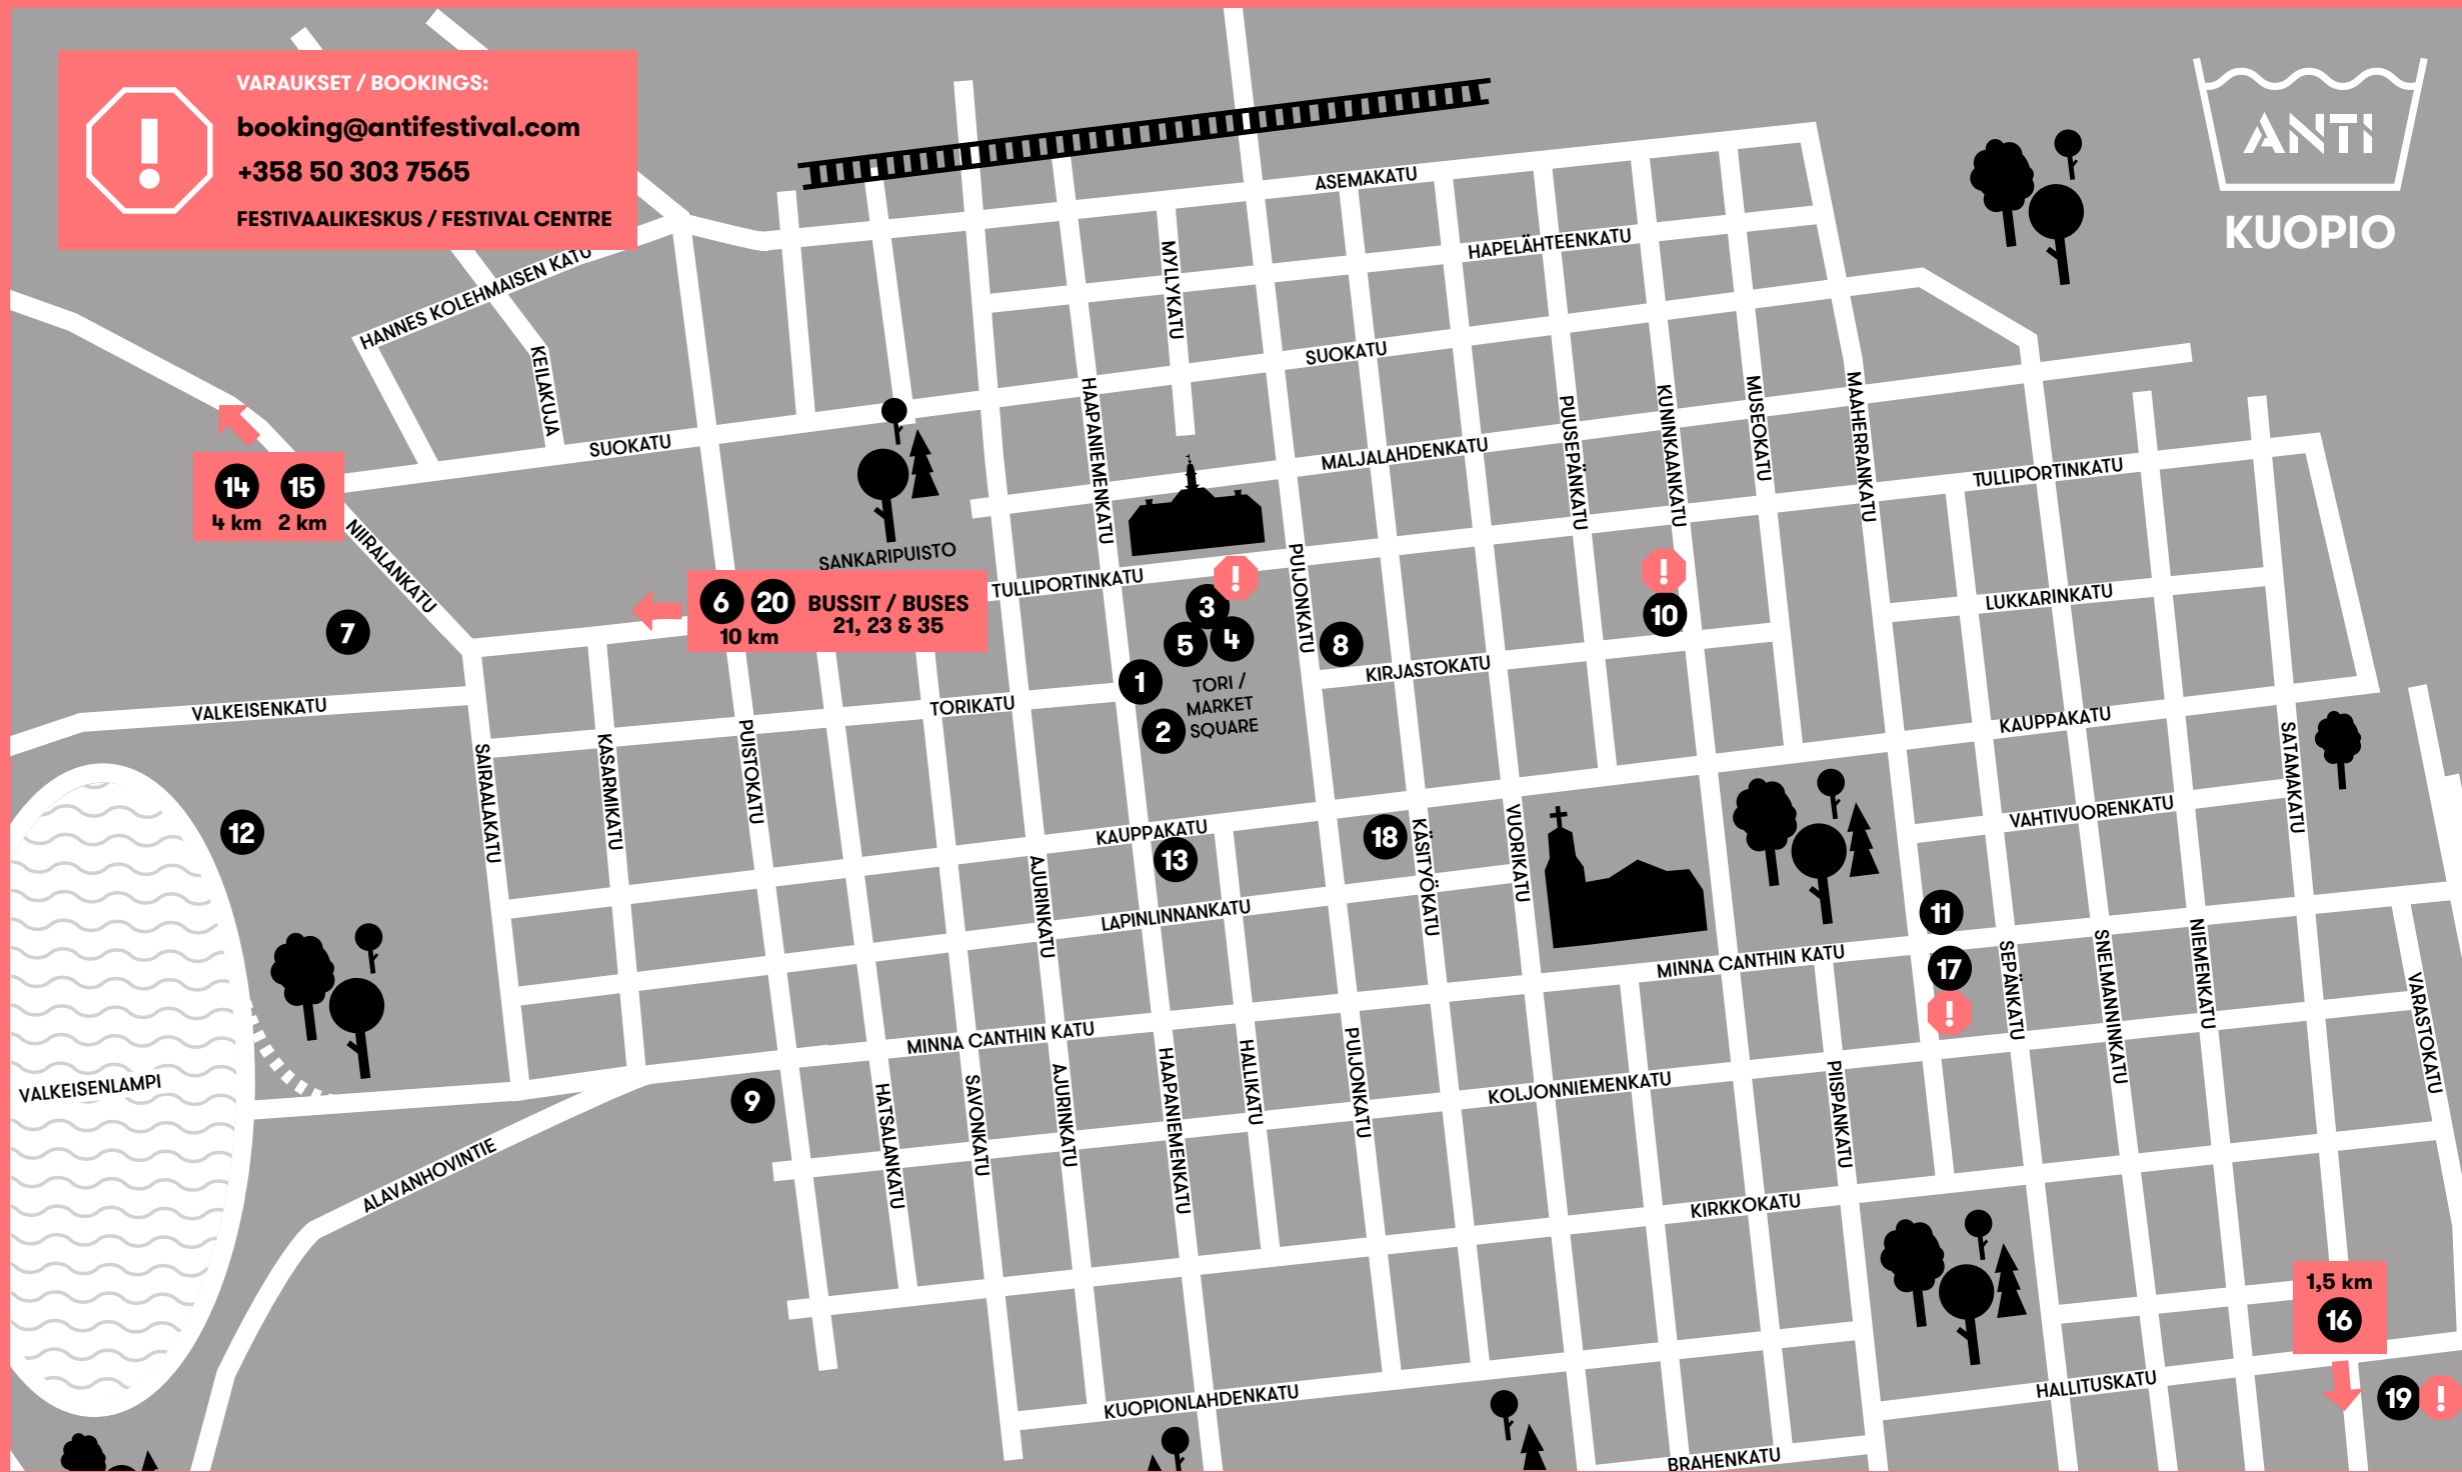 VARAUKSET / BOOKINGS:
booking@antifestival.com
+358 50 303 7565
FESTIVAALIKESKUS / FESTIVAL CENTRE
ANTI
KUOPIO
ASEMAKATU
HAPELÄHTEENKATU
HANNES KOLEHMAISEN KATU
MYLLYKATU
KEILAKUJA
SUOKATU
SUOKATU
HAAPANIEMENKATU
MALJALAHDENKATU
PUUSEPÄNKATU
KUNINKAANKATU
MUSEOKATU
MAAHERRANKATU
TULLIPORTINKATU
14 15
4 km 2 km
NIIRALANKATU
SANKARIPUISTO
6 20 BUSSIT / BUSES
10 km 21, 23 & 35
TULLIPORTINKATU
PUIJONKATU
LUKKARINKATU
3
5 4
8
10
7
KIRJASTOKATU
1
TORI /
MARKET
SQUARE
2
VALKEISENKATU
TORIKATU
KAUPPAKATU
SAIRAALAKATU
KASARMIKATU
PUISTOKATU
SATAMAKATU
VAHTIVUORENKATU
12
KAUPPAKATU
13
18
KÄSITYÖKATU
VUORIKATU
AJURINKATU
LAPINLINNANKATU
11
17
MINNA CANTHIN KATU
SEPÄNKATU
SNELMANNINKATU
NIEMENKATU
VARASTOKATU
MINNA CANTHIN KATU
VALKEISENLAMPI
9
HATSALANKATU
SAVONKATU
AJURINKATU
HAAPANIEMENKATU
HALLIKATU
PUIJONKATU
KOLJONNIEMENKATU
PIISPANKATU
ALAVANHOVINTIE
KIRKKOKATU
1,5 km
16
KUOPIONLAHDENKATU
HALLITUSKATU
19
BRAHENKATU